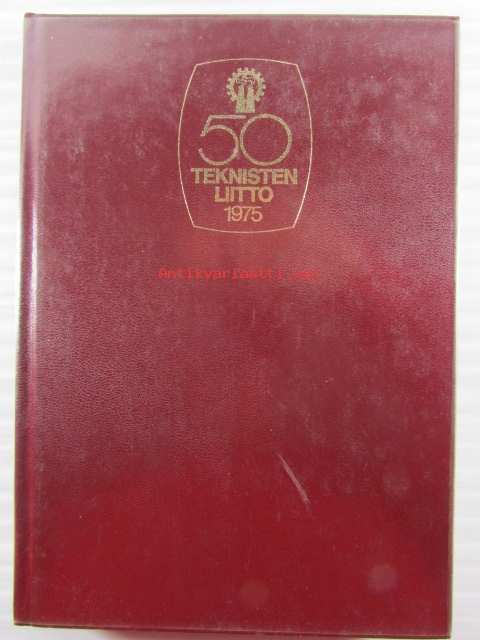 50
TEKNISTEN
LIITTO
1975
Antikvariaatti.net